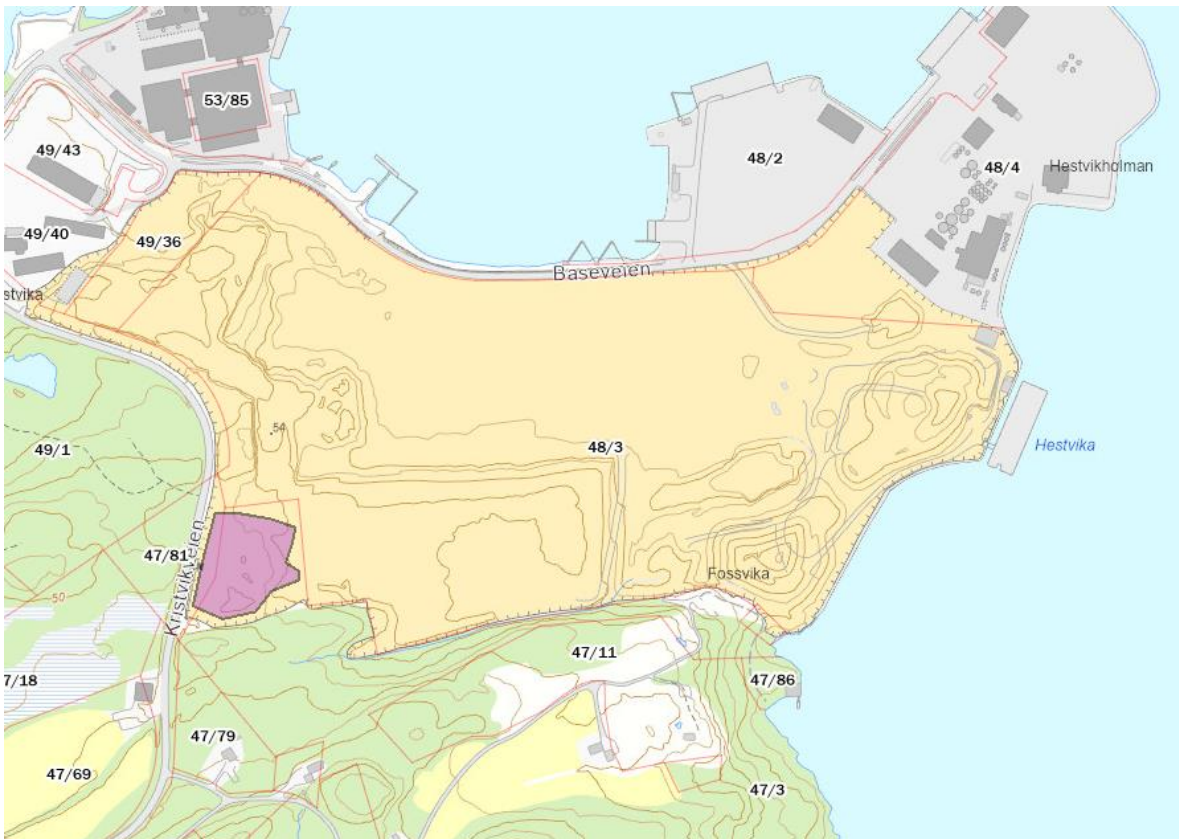 53/85
49/43
48/2
48/4
Hestvikholman
49/40
49/36
Baseveien
stvika
54
49/1
48/3
Hestvika
47/81
Kristvikveien
Fossvika
50
47/11
7/18
47/86
47/79
47/69
47/3